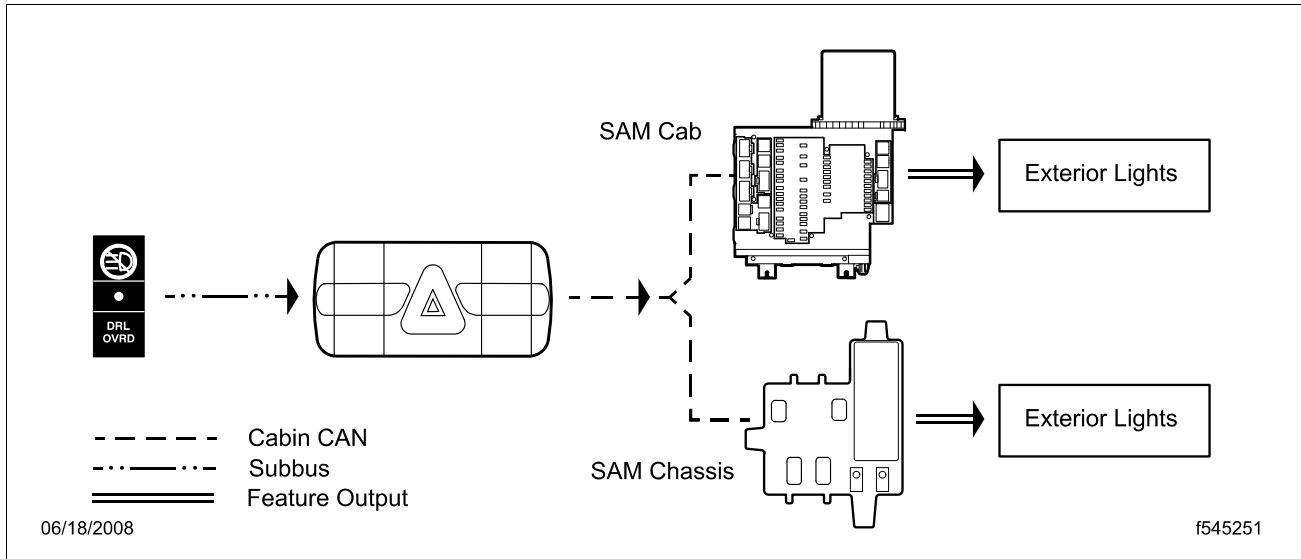 SAM Cab
Exterior Lights
DRL
OVRD
Exterior Lights
SAM Chassis
Cabin CAN
Subbus
Feature Output
06/18/2008
f545251